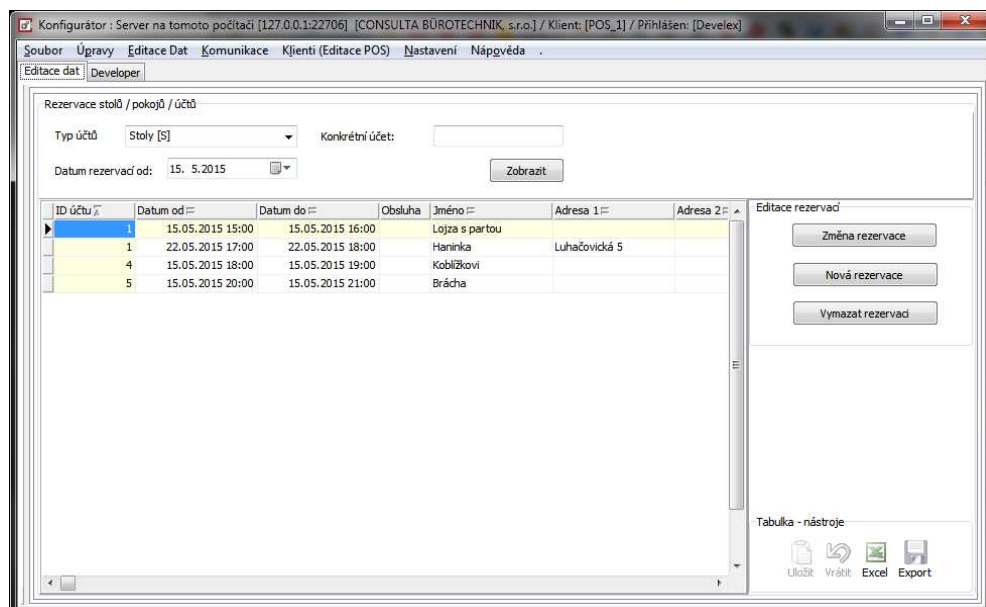 Konfigurátor : Server na tomoto počítači [127.0.0.1:22706] [CONSULTA BÜROTECHNIK, s.r.o.] / Klient: [POS_1] / Přihlášen: [Develex]
Soubor Úpravy Editace Dat Komunikace Klienti (Editace POS) Nastavení Nápověda .
Editace dat Developer
Rezervace stolů / pokojů / účtů
Typ účtů Stoly [S] Konkrétní účet:
Datum rezervací od: 15. 5.2015 Zobrazit
ID účtu Datum od Datum do Obsluha Jméno Adresa 1 Adresa 2
1 15.05.2015 15:00 15.05.2015 16:00 Lojza s partou
1 22.05.2015 17:00 22.05.2015 18:00 Haninka Luhačovická 5
4 15.05.2015 18:00 15.05.2015 19:00 Koblížkovi
5 15.05.2015 20:00 15.05.2015 21:00 Brácha
Editace rezervací
Změna rezervace
Nová rezervace
Vymazat rezervaci
Tabulka - nástroje
Uložit Vrátit Excel Export